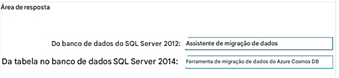 Área de resposta
Do banco de dados do SQL Server 2012: Assistente de migração de dados
Da tabela no banco de dados SQL Server 2014: Ferramenta de migração de dados do Azure Cosmos DB